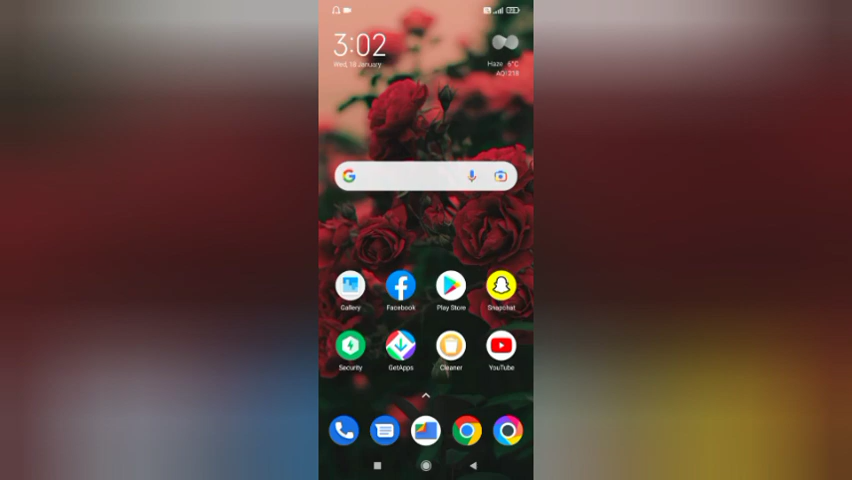 3:02
Wed, 18 January
Haze 6°C
AQI 218
Gallery Facebook Play Store Snapchat
Security GetApps Cleaner YouTube